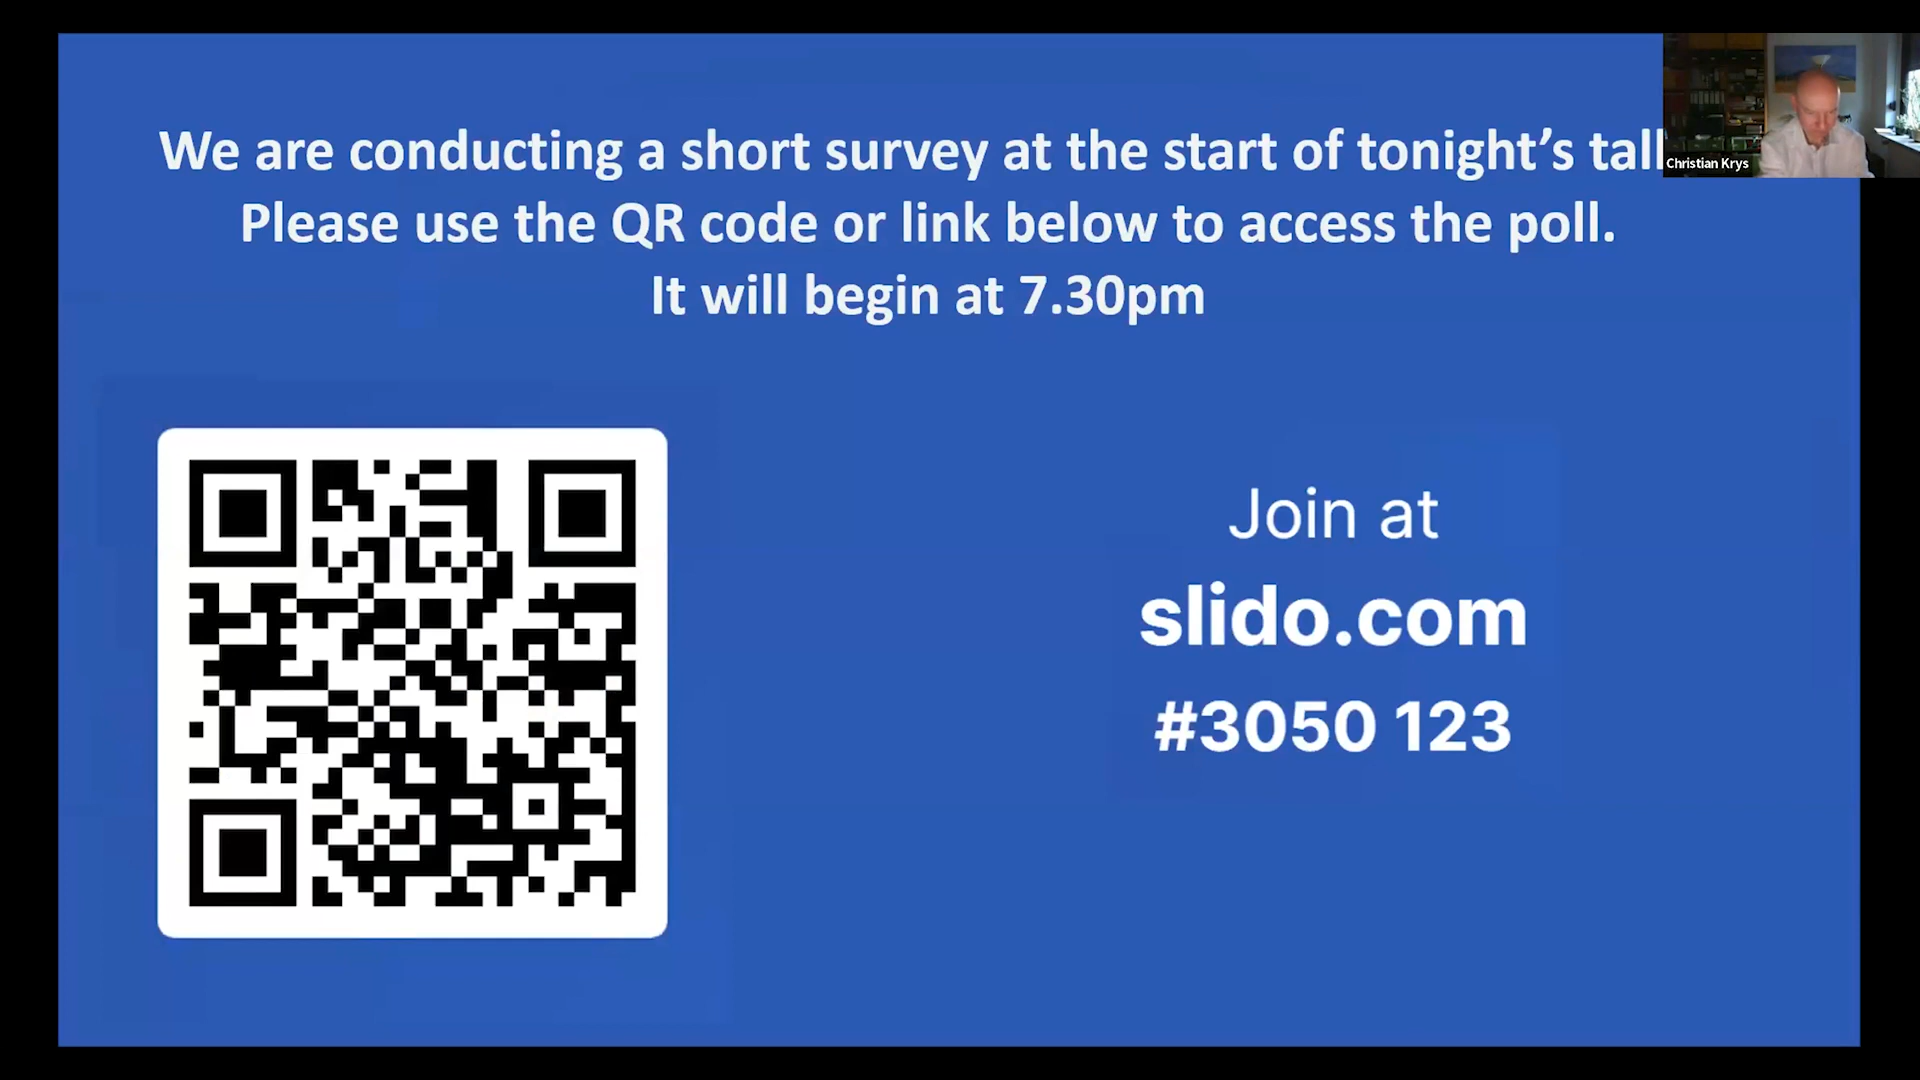 We are conducting a short survey at the start of tonight's
Please use the QR code or link below to access the poll.
It will begin at 7.30pm
Join at
slido.com
#3050 123
Christian Krys